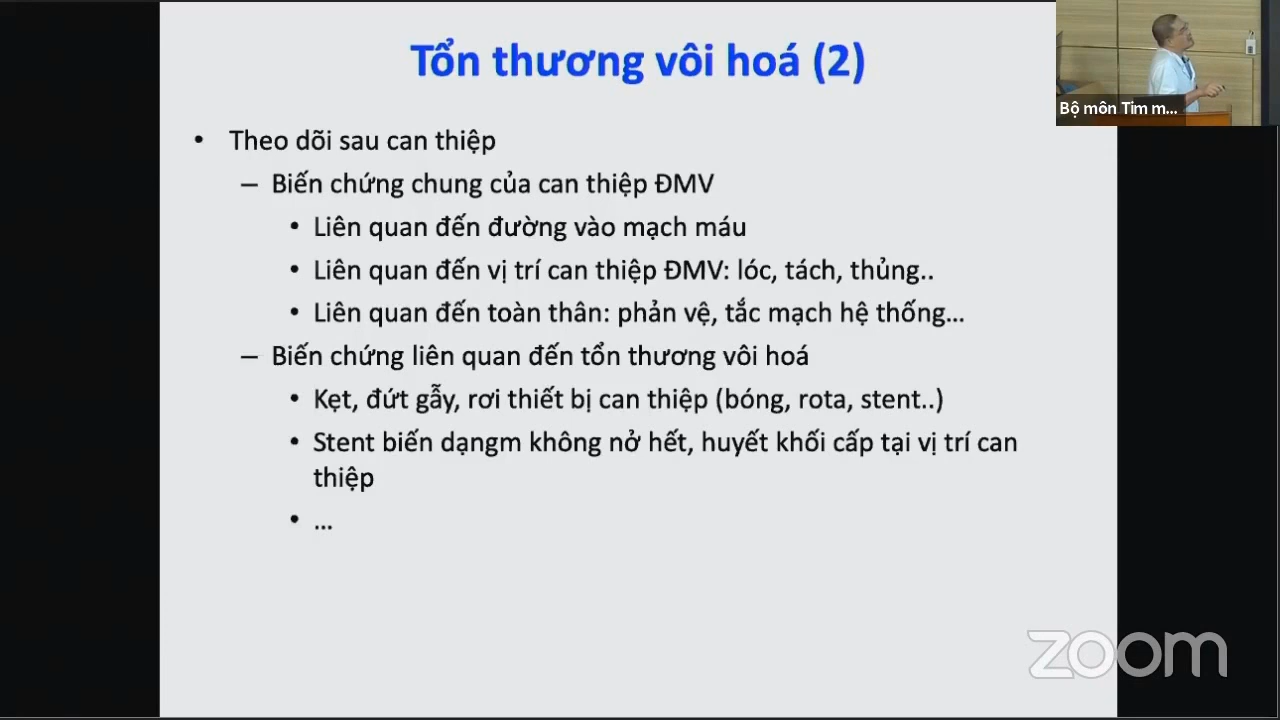 Tổn thương vôi hoá (2)
Bộ môn Tim m...
• Theo dõi sau can thiệp
– Biến chứng chung của can thiệp ĐMV
• Liên quan đến đường vào mạch máu
• Liên quan đến vị trí can thiệp ĐMV: lóc, tách, thủng..
• Liên quan đến toàn thân: phản vệ, tắc mạch hệ thống…
– Biến chứng liên quan đến tổn thương vôi hoá
• Kẹt, đứt gẫy, rơi thiết bị can thiệp (bóng, rota, stent..)
• Stent biến dạngm không nở hết, huyết khối cấp tại vị trí can
thiệp
• …
zoom